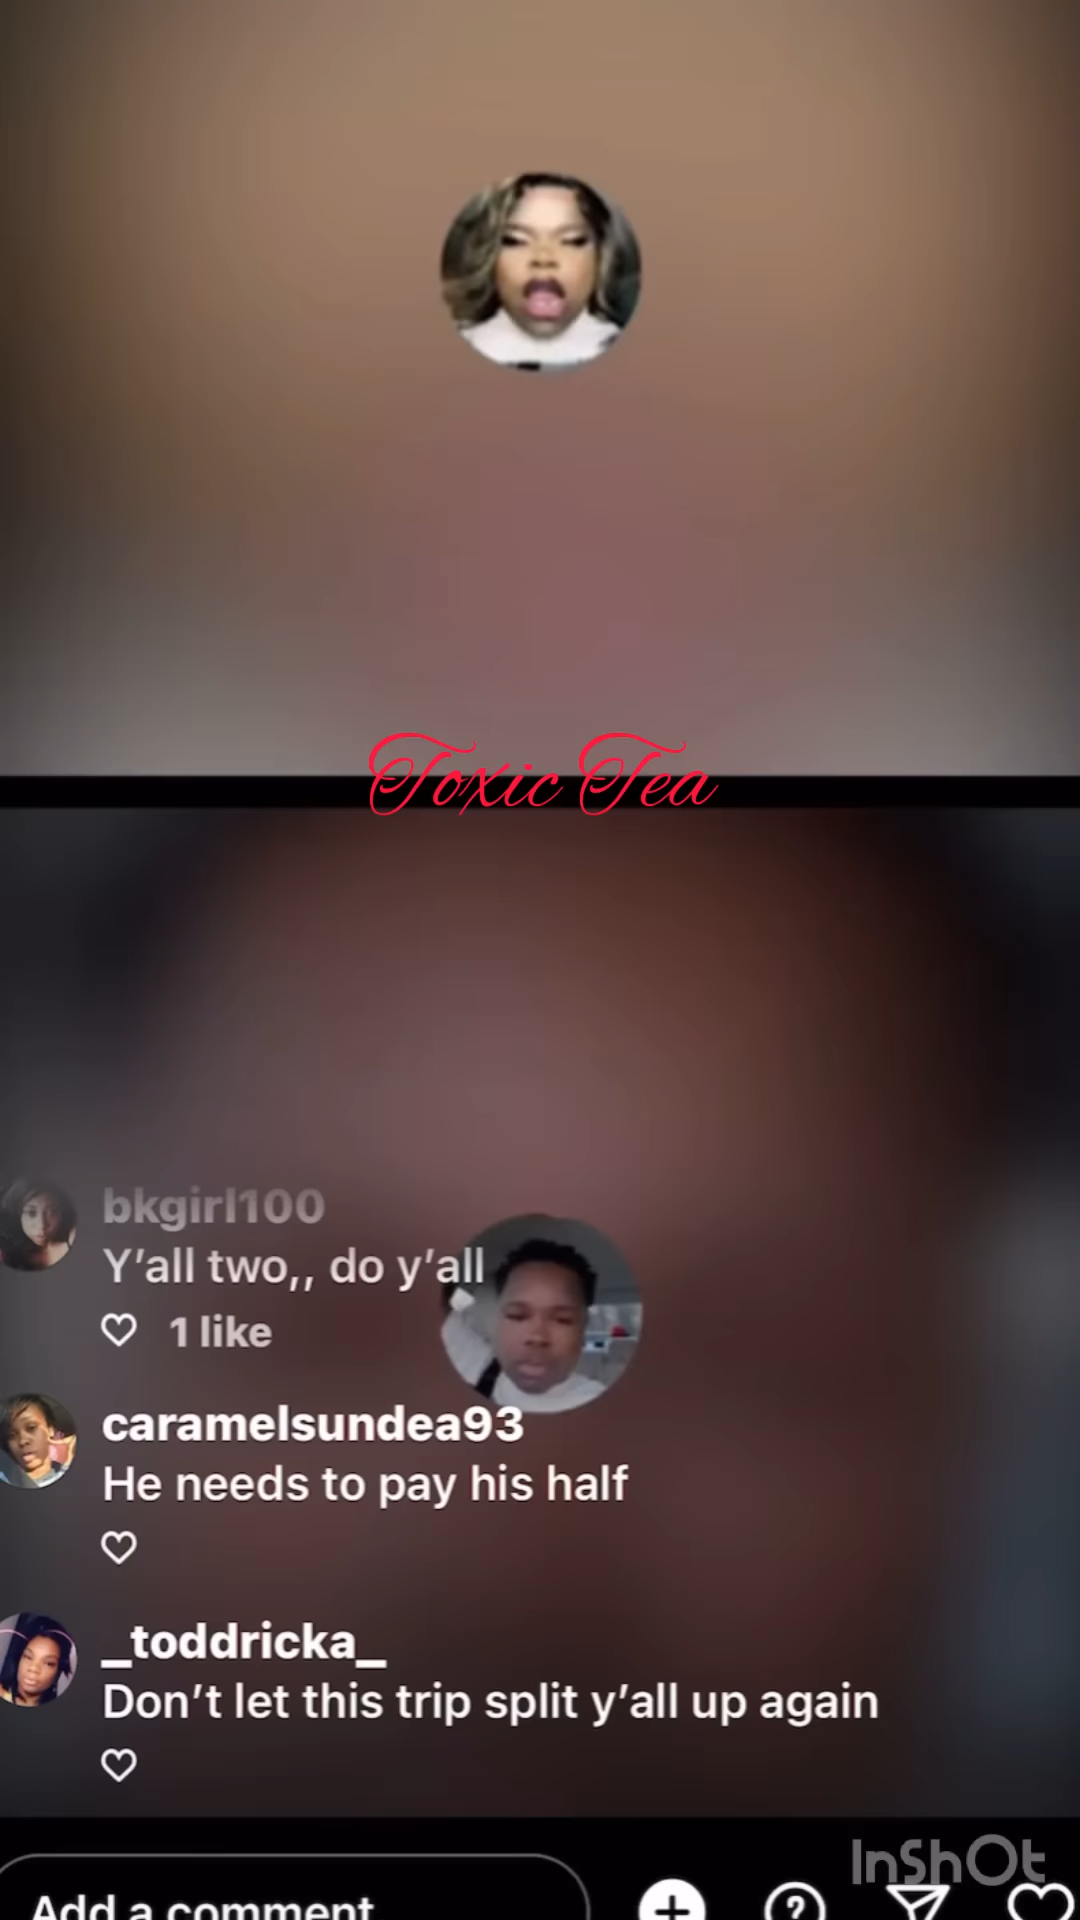 Toxic Tea
bkgirl100
Y’all two,, do y’all
1 like
caramelsundea93
He needs to pay his half
_toddricka_
Don’t let this trip split y’all up again
InShOt
Add a comment